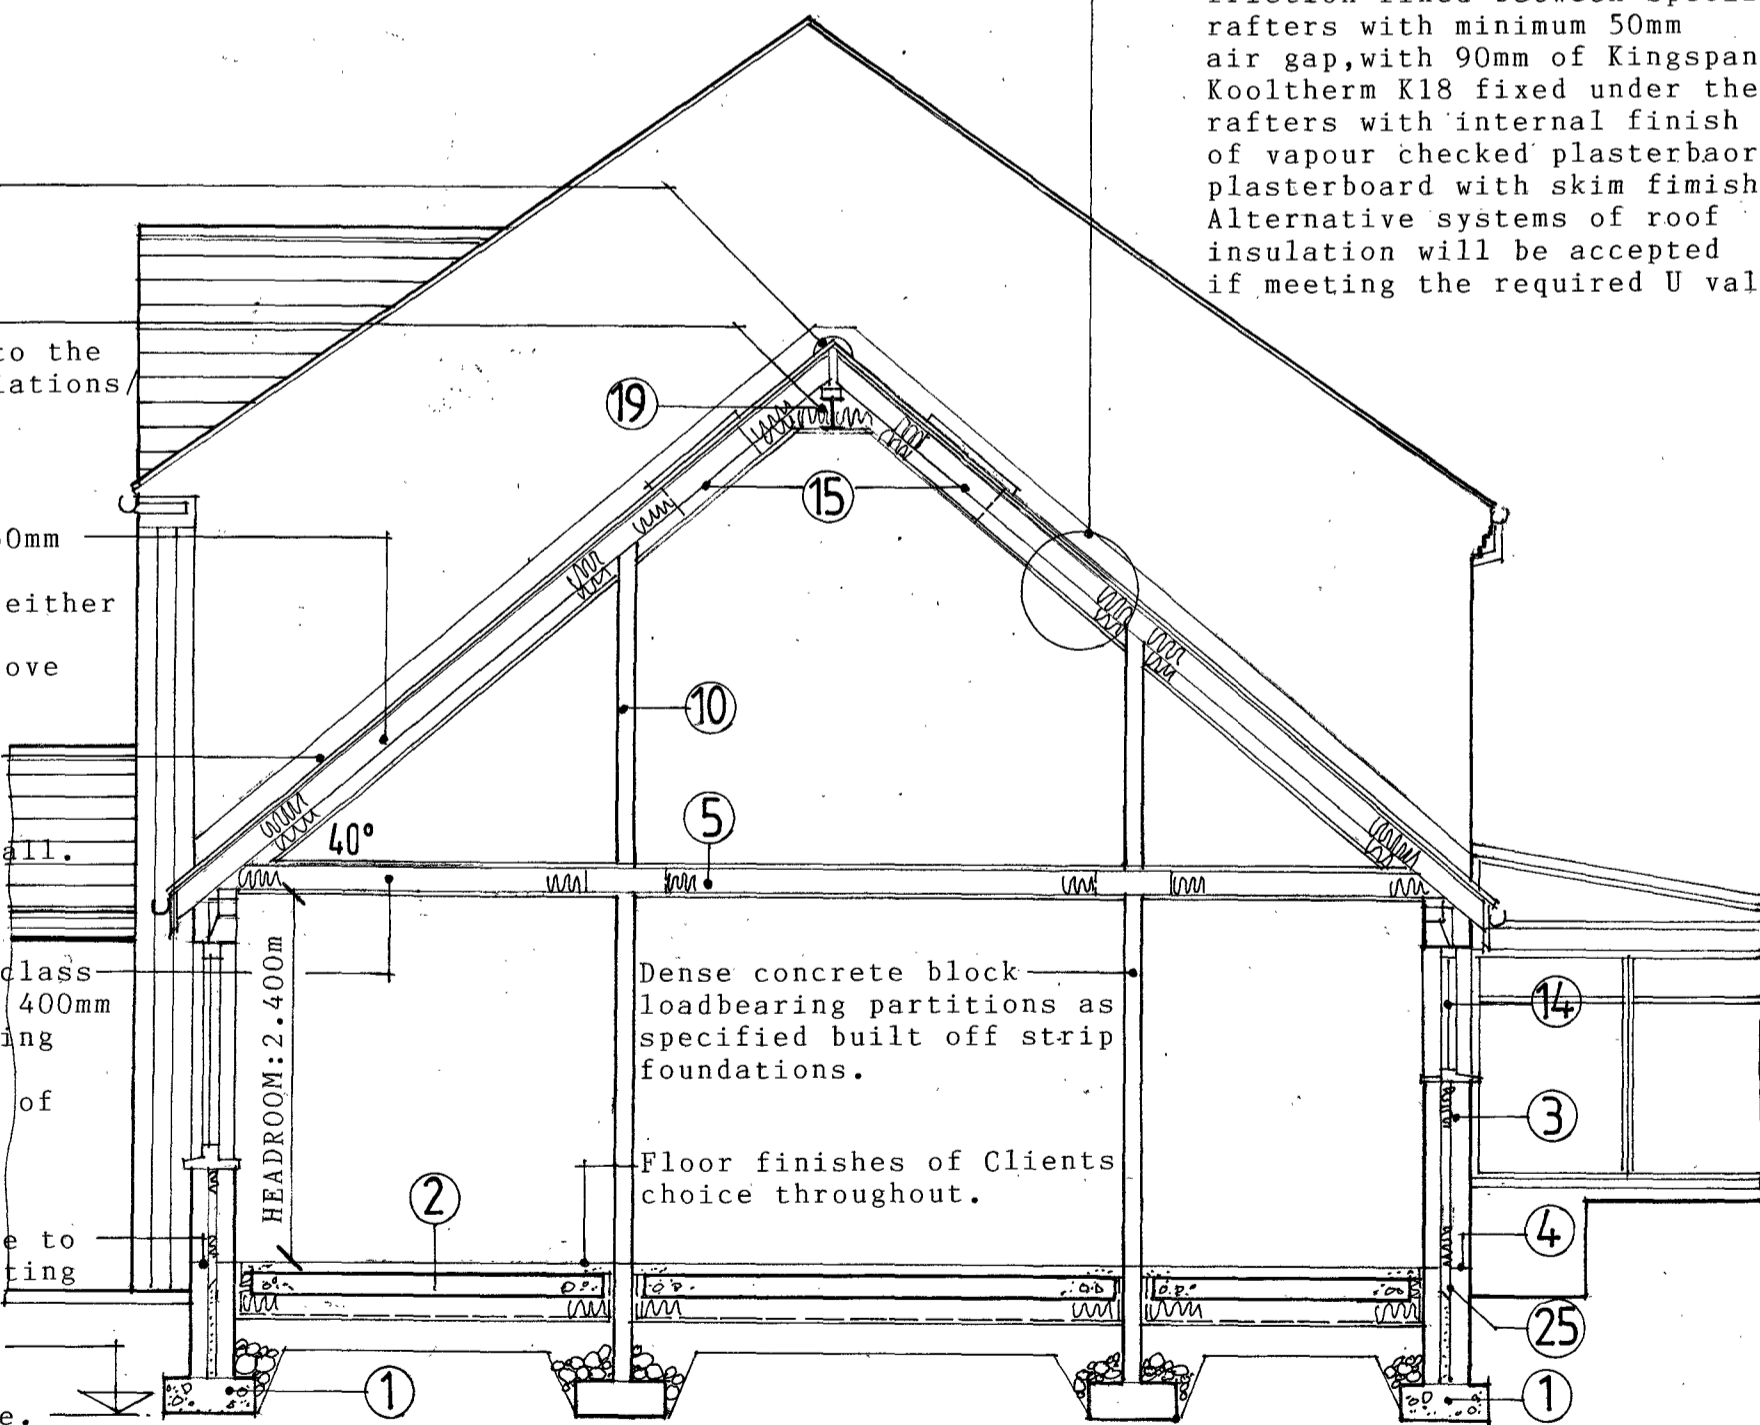 rafters with minimum 50mm
air gap,with 90mm of Kingspan
Kooltherm K18 fixed under the
rafters with internal finish
of vapour checked plasterbaor
plasterboard with skim fimish
Alternative systems of roof
insulation will be accepted
if meeting the required U val
to the
19
15
0mm
either
ove
10
5
all.
40°
class
400mm
ing
of
HEADROOM:2.400m
Dense concrete block
loadbearing partitions as
specified built off strip
foundations.
14
3
Floor finishes of Clients
choice throughout.
2
e to
ting
4
25
1
1
e.